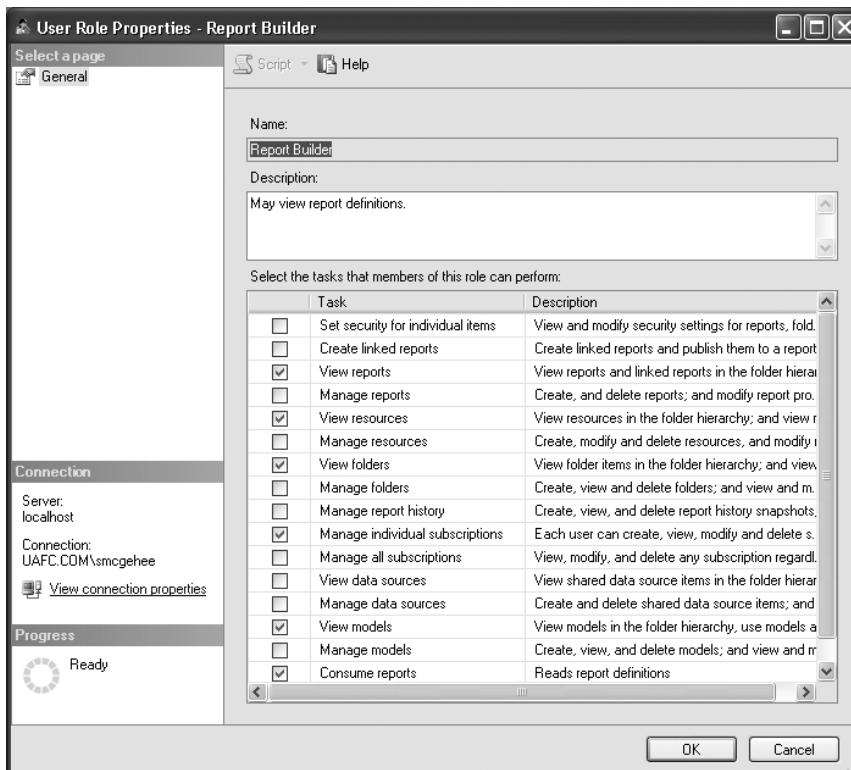 User Role Properties - Report Builder
Select a page
General
Script
Help
Name:
Report Builder
Description:
May view report definitions.
Select the tasks that members of this role can perform:
Task Description
Set security for individual items View and modify security settings for reports, fold.
Create linked reports Create linked reports and publish them to a report
View reports View reports and linked reports in the folder hierar
Manage reports Create, and delete reports; and modify report pro.
View resources View resources in the folder hierarchy; and view r
Manage resources Create, modify and delete resources, and modify r
View folders View folder items in the folder hierarchy; and view
Manage folders Create, view and delete folders; and view and m.
Manage report history Create, view, and delete report history snapshots,
Manage individual subscriptions Each user can create, view, modify and delete s.
Manage all subscriptions View, modify, and delete any subscription regardl.
View data sources View shared data source items in the folder hierar
Manage data sources Create and delete shared data source items; and
View models View models in the folder hierarchy, use models a
Manage models Create, view, and delete models; and view and m
Consume reports Reads report definitions
Connection
Server:
localhost
Connection:
UAFC.COM\smcgehee
View connection properties
Progress
Ready
OK
Cancel